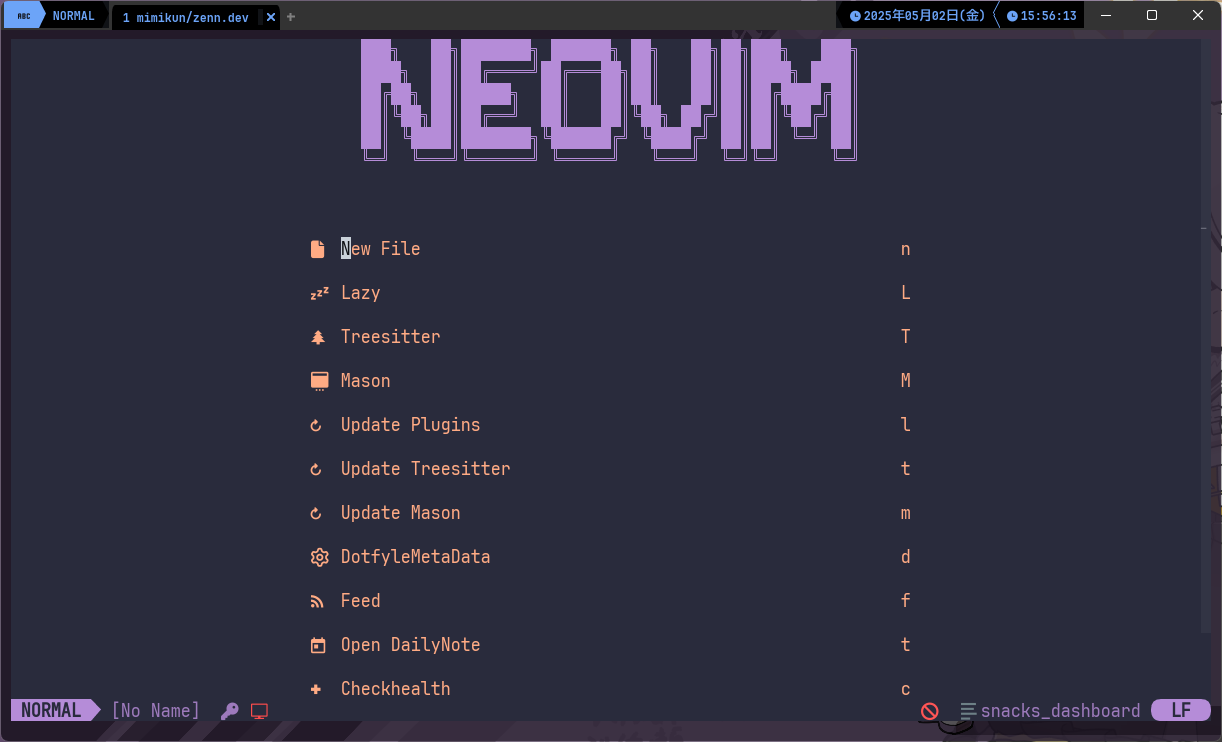 ABC NORMAL 1 mimikun/zenn.dev × + 2025年05月02日(金) 15:56:13
NEOVIM
New File n
Lazy L
Treesitter T
Mason M
Update Plugins l
Update Treesitter t
Update Mason m
DotfyleMetaData d
Feed f
Open DailyNote t
Checkhealth c
NORMAL [No Name] snacks_dashboard LF